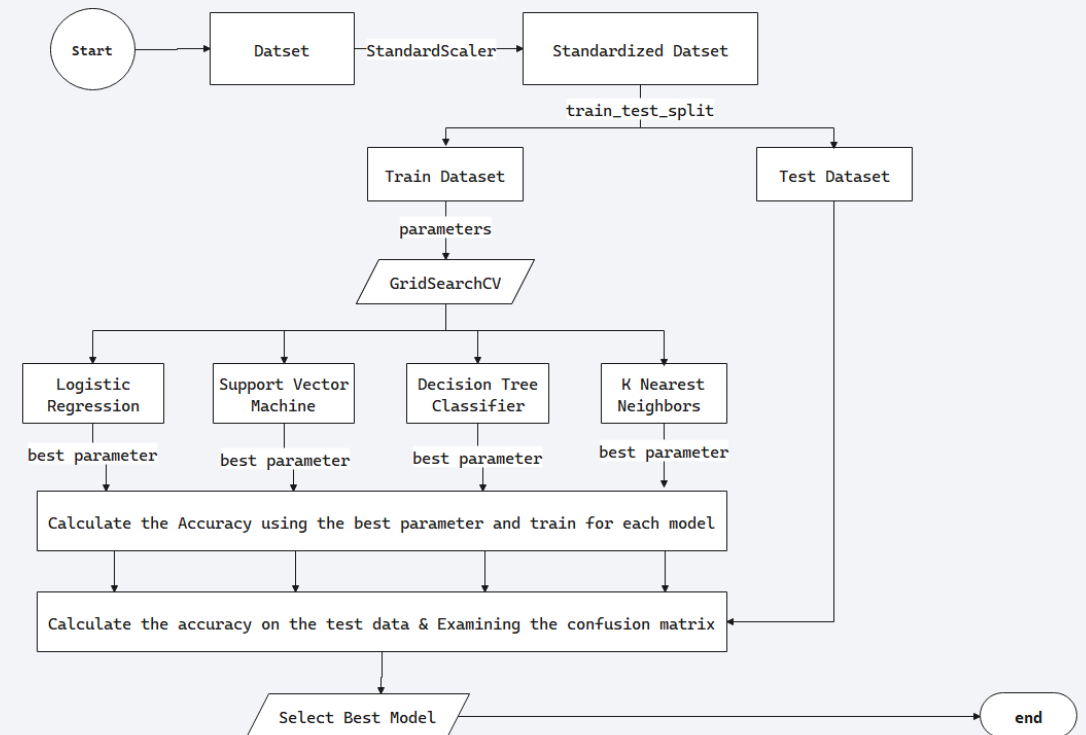 Start
Datset
StandardScaler
Standardized Datset
train_test_split
Train Dataset
Test Dataset
parameters
GridSearchCV
Logistic
Regression
Support Vector
Machine
Decision Tree
Classifier
K Nearest
Neighbors
best parameter
best parameter
best parameter
best parameter
Calculate the Accuracy using the best parameter and train for each model
Calculate the accuracy on the test data & Examining the confusion matrix
Select Best Model
end